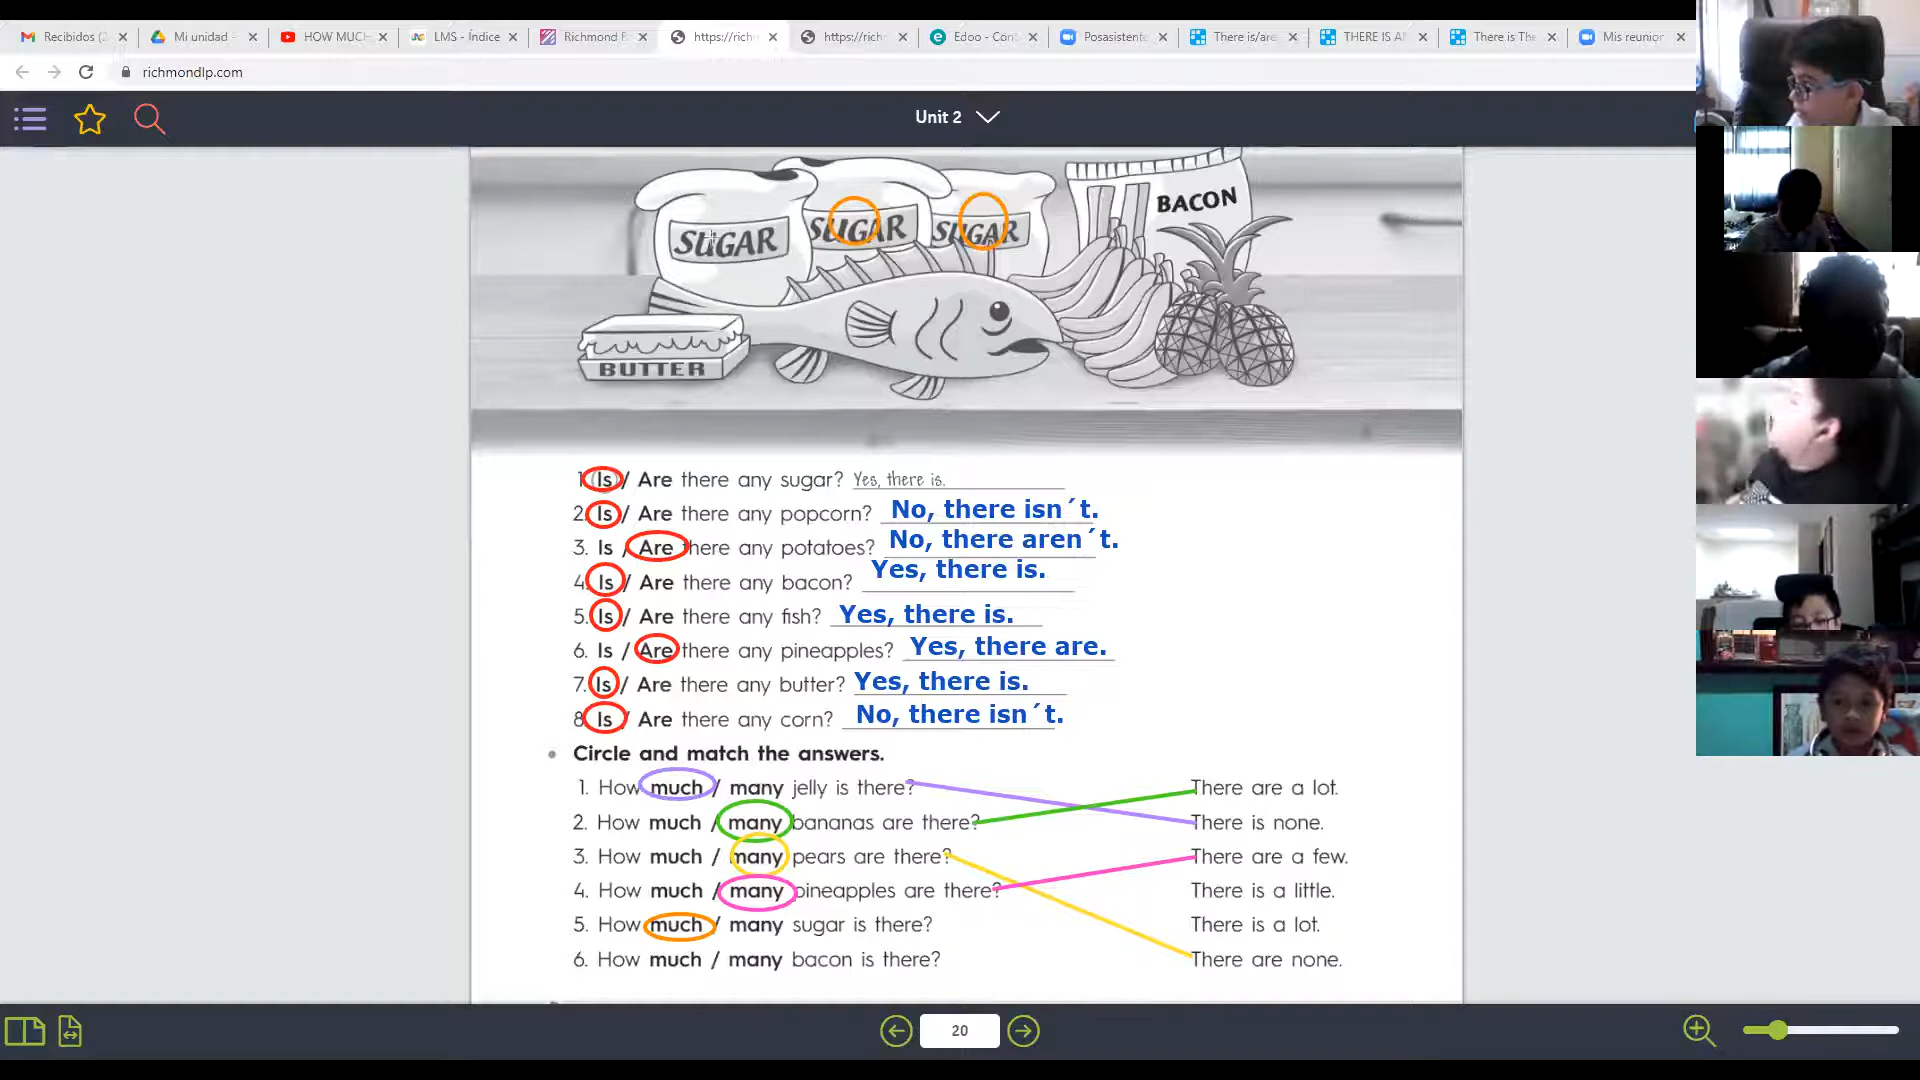 Recibidos (2
Mi unidad -
HOW MUCH
LMS - Índice
Richmond
https://rich
https://rich
Edoo - Con
Posasistente
There is/are
THERE IS A
There is The
Mis reunion
richmondlp.com
Unit 2
SUGAR
SUGAR
SUGAR
BACON
BUTTER
1. Is / Are there any sugar? Yes, there is.
2. Is / Are there any popcorn? No, there isn´t.
3. Is / Are there any potatoes? No, there aren´t.
4. Is / Are there any bacon? Yes, there is.
5. Is / Are there any fish? Yes, there is.
6. Is / Are there any pineapples? Yes, there are.
7. Is / Are there any butter? Yes, there is.
8. Is / Are there any corn? No, there isn´t.
• Circle and match the answers.
1. How much / many jelly is there? There are a lot.
2. How much / many bananas are there? There is none.
3. How much / many pears are there? There are a few.
4. How much / many pineapples are there? There is a little.
5. How much / many sugar is there? There is a lot.
6. How much / many bacon is there? There are none.
20